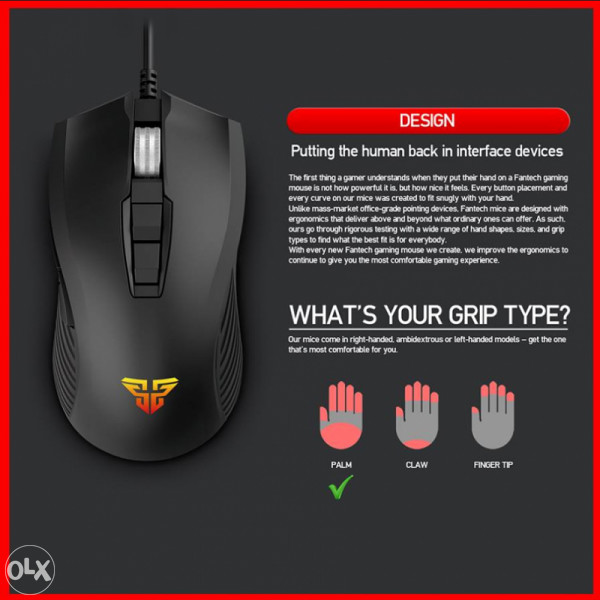 DESIGN
Putting the human back in interface devices
The first thing a gamer understands when they put their hand on a Fantech gaming
mouse is not how powerful it is, but how nice it feels. Every button placement and
every curve on our mice was created to fit snugly with your hand.
Unlike mass-market office-grade pointing devices, Fantech mice are designed with
ergonomics that deliver above and beyond what ordinary ones can offer. As such,
ours go through rigorous testing with a wide range of hand shapes, sizes, and grip
types to find what the best fit is for everybody.
With every new Fantech Gaming mouse we create, we improve the ergonomics to
continue to give you the most comfortable gaming experience.
WHAT'S YOUR GRIP TYPE?
Our mice come in right-handed, ambidextrous or left-handed models – get the one
that's most comfortable for you.
PALM
CLAW
FINGER TIP
OLX